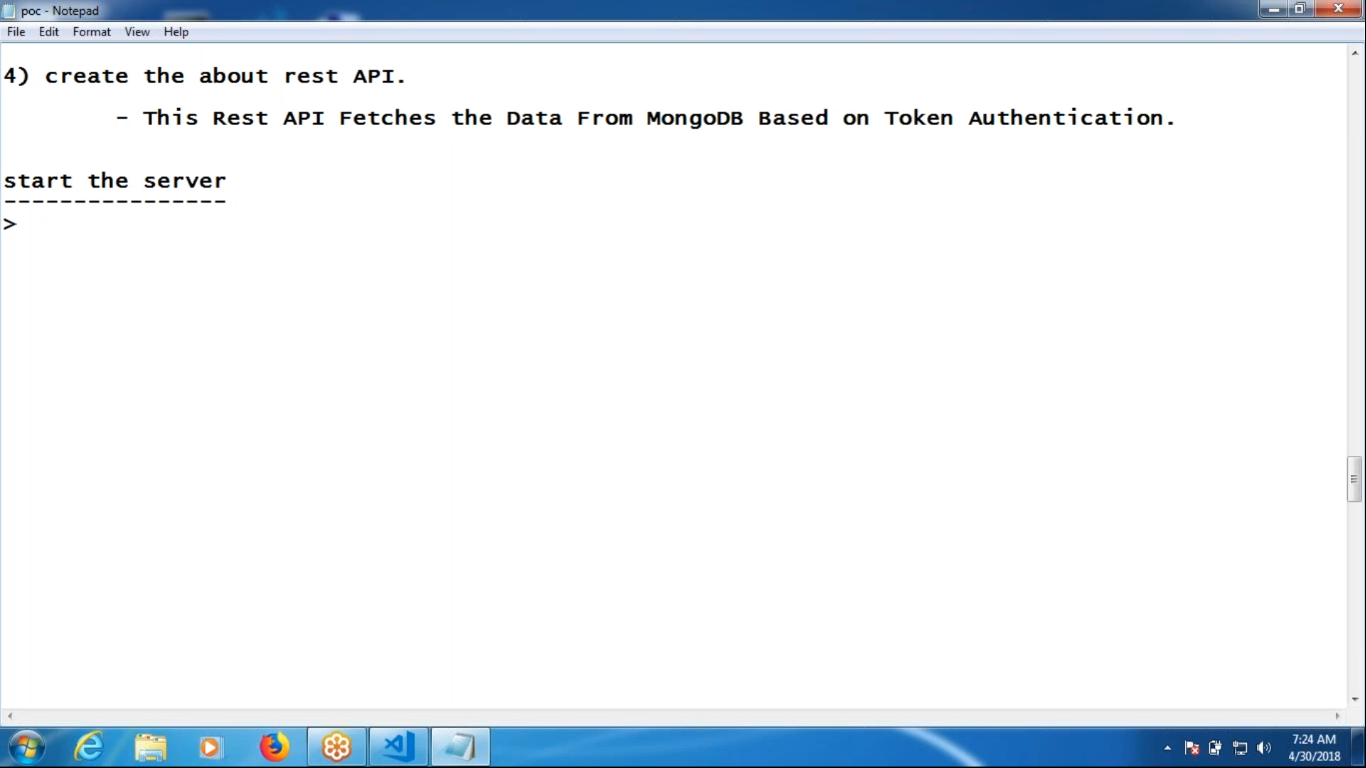 poc - Notepad
File Edit Format View Help
4) create the about rest API.
- This Rest API Fetches the Data From MongoDB Based on Token Authentication.
start the server
----------------
>
7:24 AM
4/30/2018